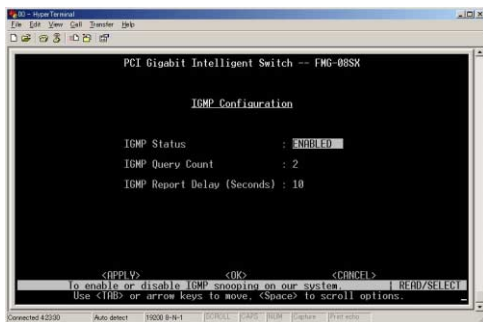 00 - HyperTerminal
File Edit View Call Transfer Help
PCI Gigabit Intelligent Switch -- FMG-08SX
IGMP Configuration
IGMP Status : ENABLED
IGMP Query Count : 2
IGMP Report Delay (Seconds) : 10
<APPLY> <OK> <CANCEL>
To enable or disable IGMP snooping on our system. | READ/SELECT
Use <TAB> or arrow keys to move, <Space> to scroll options.
Connected 4:23:30 Auto detect 19200 8-N-1 SCROLL CAPS NUM Capture Print echo